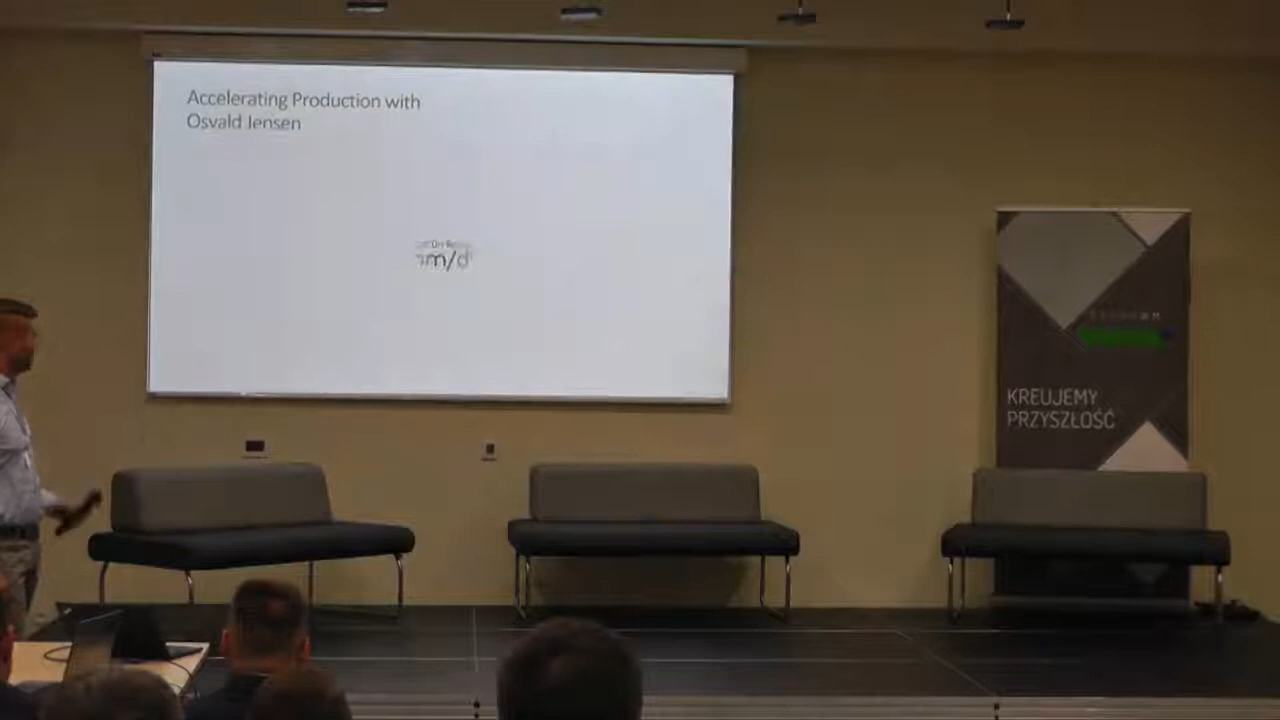 Accelerating Production with
Osvald Jensen
m/d
KREUJEMY
PRZYSZŁOŚĆ